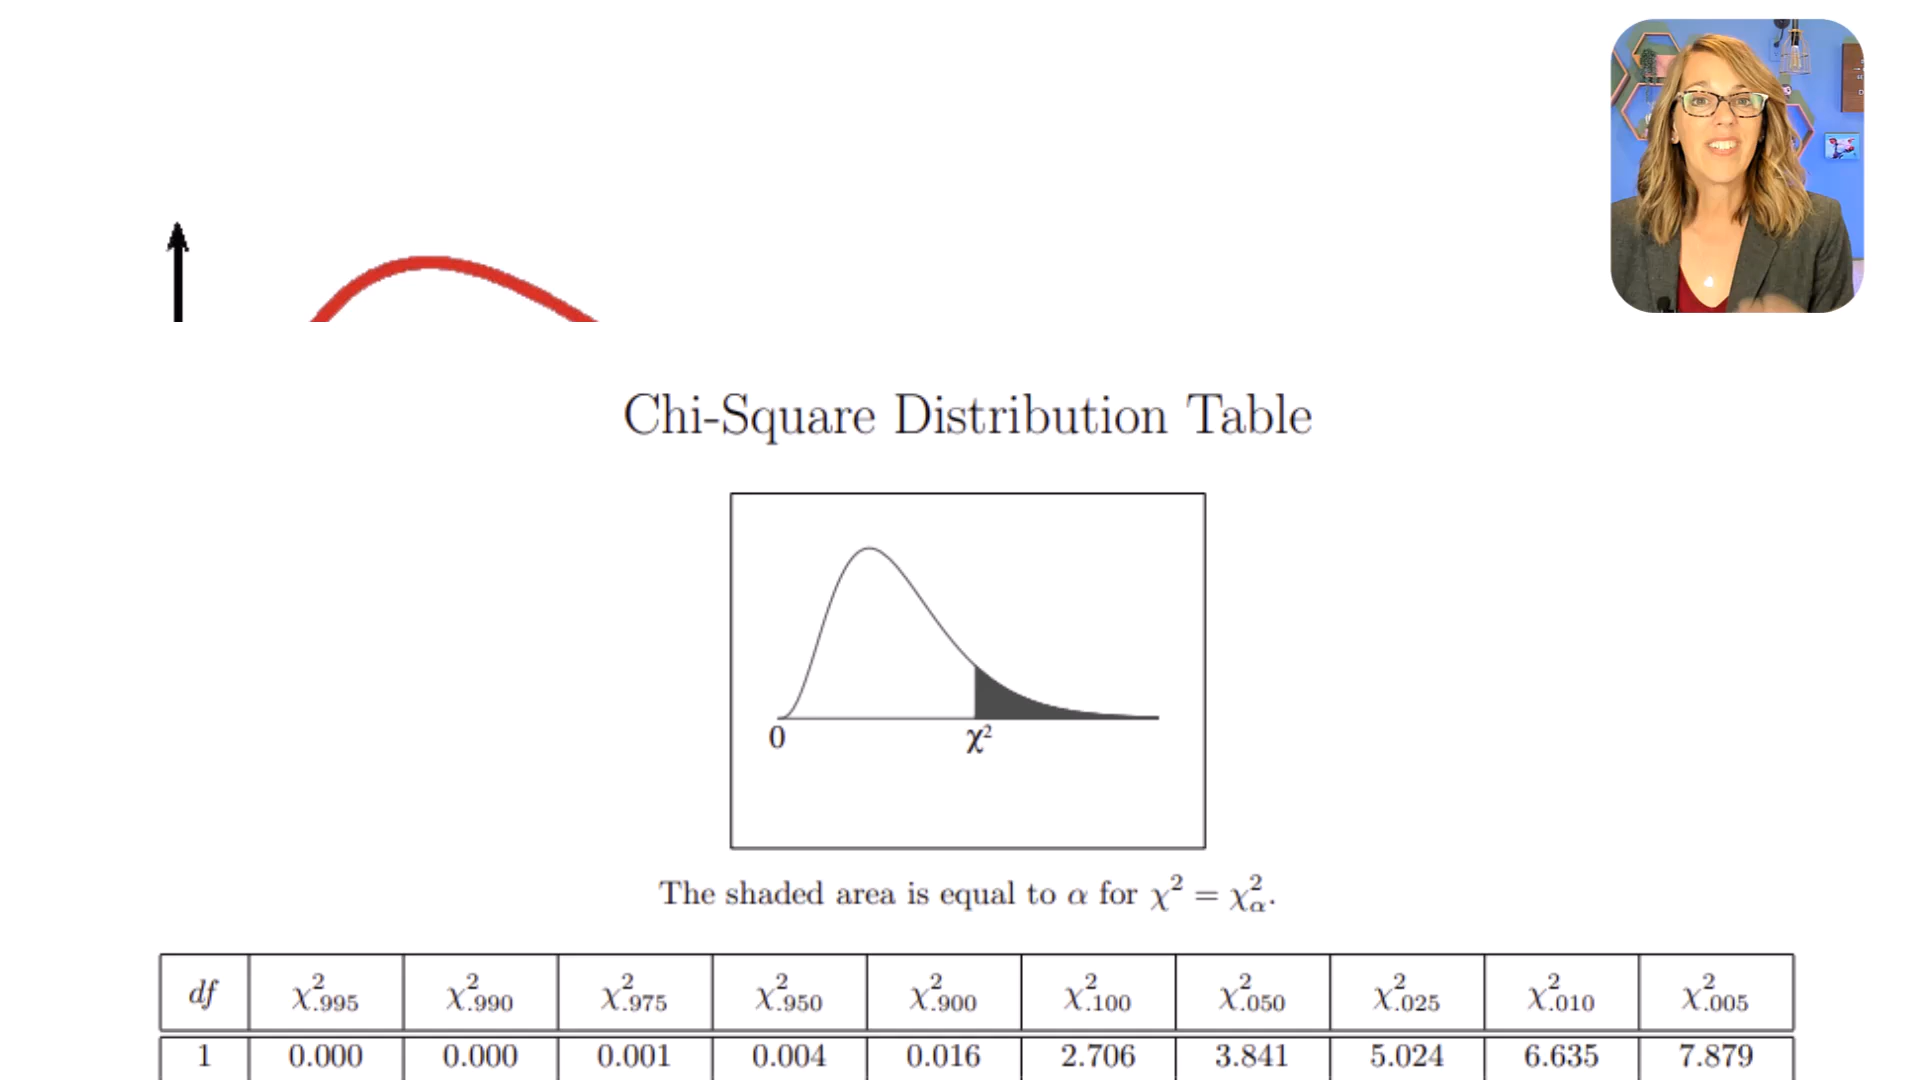 Chi-Square Distribution Table
0 χ²
The shaded area is equal to α for χ² = χ²α.
df χ².995 χ².990 χ².975 χ².950 χ².900 χ².100 χ².050 χ².025 χ².010 χ².005
1 0.000 0.000 0.001 0.004 0.016 2.706 3.841 5.024 6.635 7.879